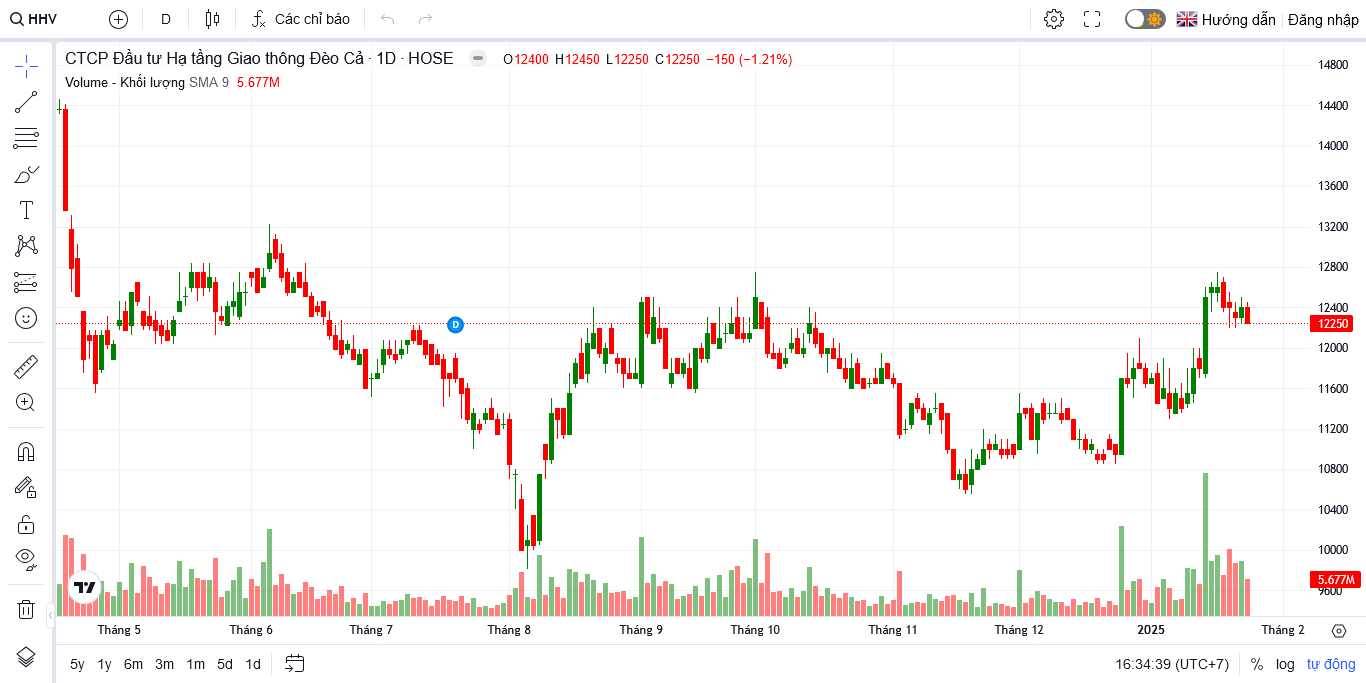 HHV D Các chỉ báo Hướng dẫn Đăng nhập
CTCP Đầu tư Hạ tầng Giao thông Đèo Cả · 1D · HOSE O12400 H12450 L12250 C12250 −150 (−1.21%)
Volume - Khối lượng SMA 9 5.677M
14800
14400
14000
13600
13200
12800
12400
D
12250
12000
11600
11200
10800
10400
10000
5.677M
9600
Tháng 5 Tháng 6 Tháng 7 Tháng 8 Tháng 9 Tháng 10 Tháng 11 Tháng 12 2025 Tháng 2
5y 1y 6m 3m 1m 5d 1d 16:34:39 (UTC+7) % log tự động